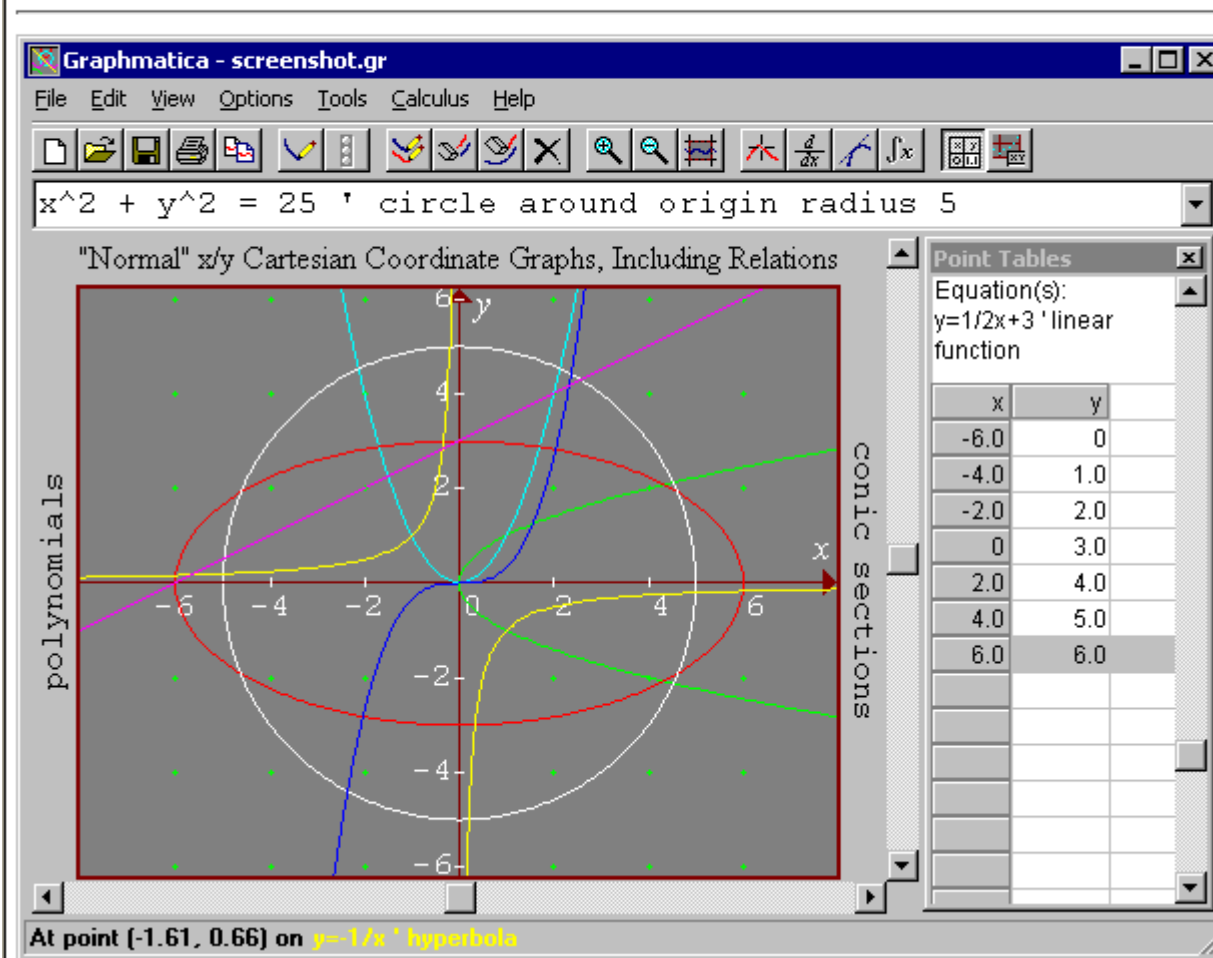 Graphmatica - screenshot.gr
File Edit View Options Tools Calculus Help
x^2 + y^2 = 25 ' circle around origin radius 5
"Normal" x/y Cartesian Coordinate Graphs, Including Relations
polynomials
conic sections
y
x
6
4
2
-6 -4 -2 0 2 4 6
-2
-4
-6
Point Tables
Equation(s):
y=1/2x+3 ' linear
function
x y
-6.0 0
-4.0 1.0
-2.0 2.0
0 3.0
2.0 4.0
4.0 5.0
6.0 6.0
At point (-1.61, 0.66) on y=-1/x ' hyperbola